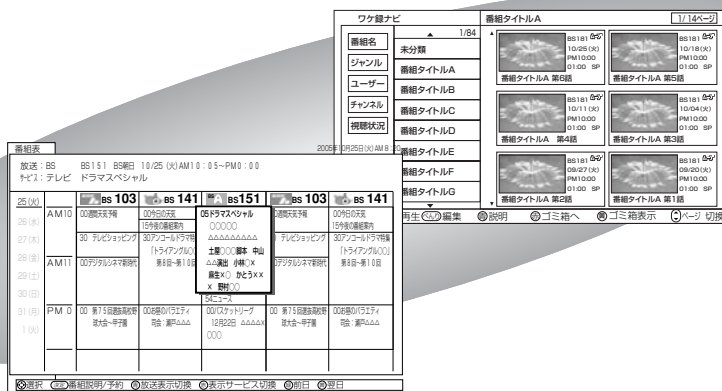 ワケ録ナビ
番組タイトルA
1/14ページ
1/84
番組名
ジャンル
ユーザー
チャンネル
視聴状況
未分類
番組タイトルA
番組タイトルB
番組タイトルC
番組タイトルD
番組タイトルE
番組タイトルF
番組タイトルG
BS181
10/25(火)
PM10:00
01:00 SP
番組タイトルA 第6話
BS181
10/18(火)
PM10:00
01:00 SP
番組タイトルA 第5話
BS181
10/11(火)
PM10:00
01:00 SP
番組タイトルA 第4話
BS181
10/04(火)
PM10:00
01:00 SP
番組タイトルA 第3話
BS181
09/27(火)
PM10:00
01:00 SP
番組タイトルA 第2話
BS181
09/20(火)
PM10:00
01:00 SP
番組タイトルA 第1話
再生 編集 説明 ゴミ箱へ ゴミ箱表示 ページ 切換
2005年10月25日(火)AM 8:20
番組表
放送:BS BS151 BS朝日 10/25 (火)AM10:05~PM0:00
サービス:テレビ ドラマスペシャル
25(火) BS 103 BS 141 BS151 BS 103 BS 141
26(水)
27(木)
28(金)
29(土)
30(日)
31(月)
1(火)
AM10
AM11
PM 0
00週間天気予報
30 テレビショッピング
00デジタルシネマ新時代
00 第75回選抜高校野
球大会~甲子園
00今日の天気
15今夜の番組案内
30アンコールドラマ特
「トライアングル〇
第8回~第10回
00お昼のバラエティ
司会:瀬戸△△△
05ドラマスペシャル
〇〇〇〇〇
△△△△△△△△△
土屋〇〇〇脚本 中山
△△演出 小林〇×
麻生×〇 かとう××
× 野村〇〇
54ニュース
00バスケットリーグ
12月22日 △△△△×
〇〇〇
週間天気予報
テレビショッピング
デジタルシネマ新時代
00 第75回選抜高校野
球大会~甲子園
00今日の天気
15今夜の番組案内
30アンコールドラマ特集
「トライアングル〇〇」
第8回~第10回
00お昼のバラエティ
司会:瀬戸△△△
選択 決定 番組説明/予約 放送表示切換 表示サービス切換 前日 翌日